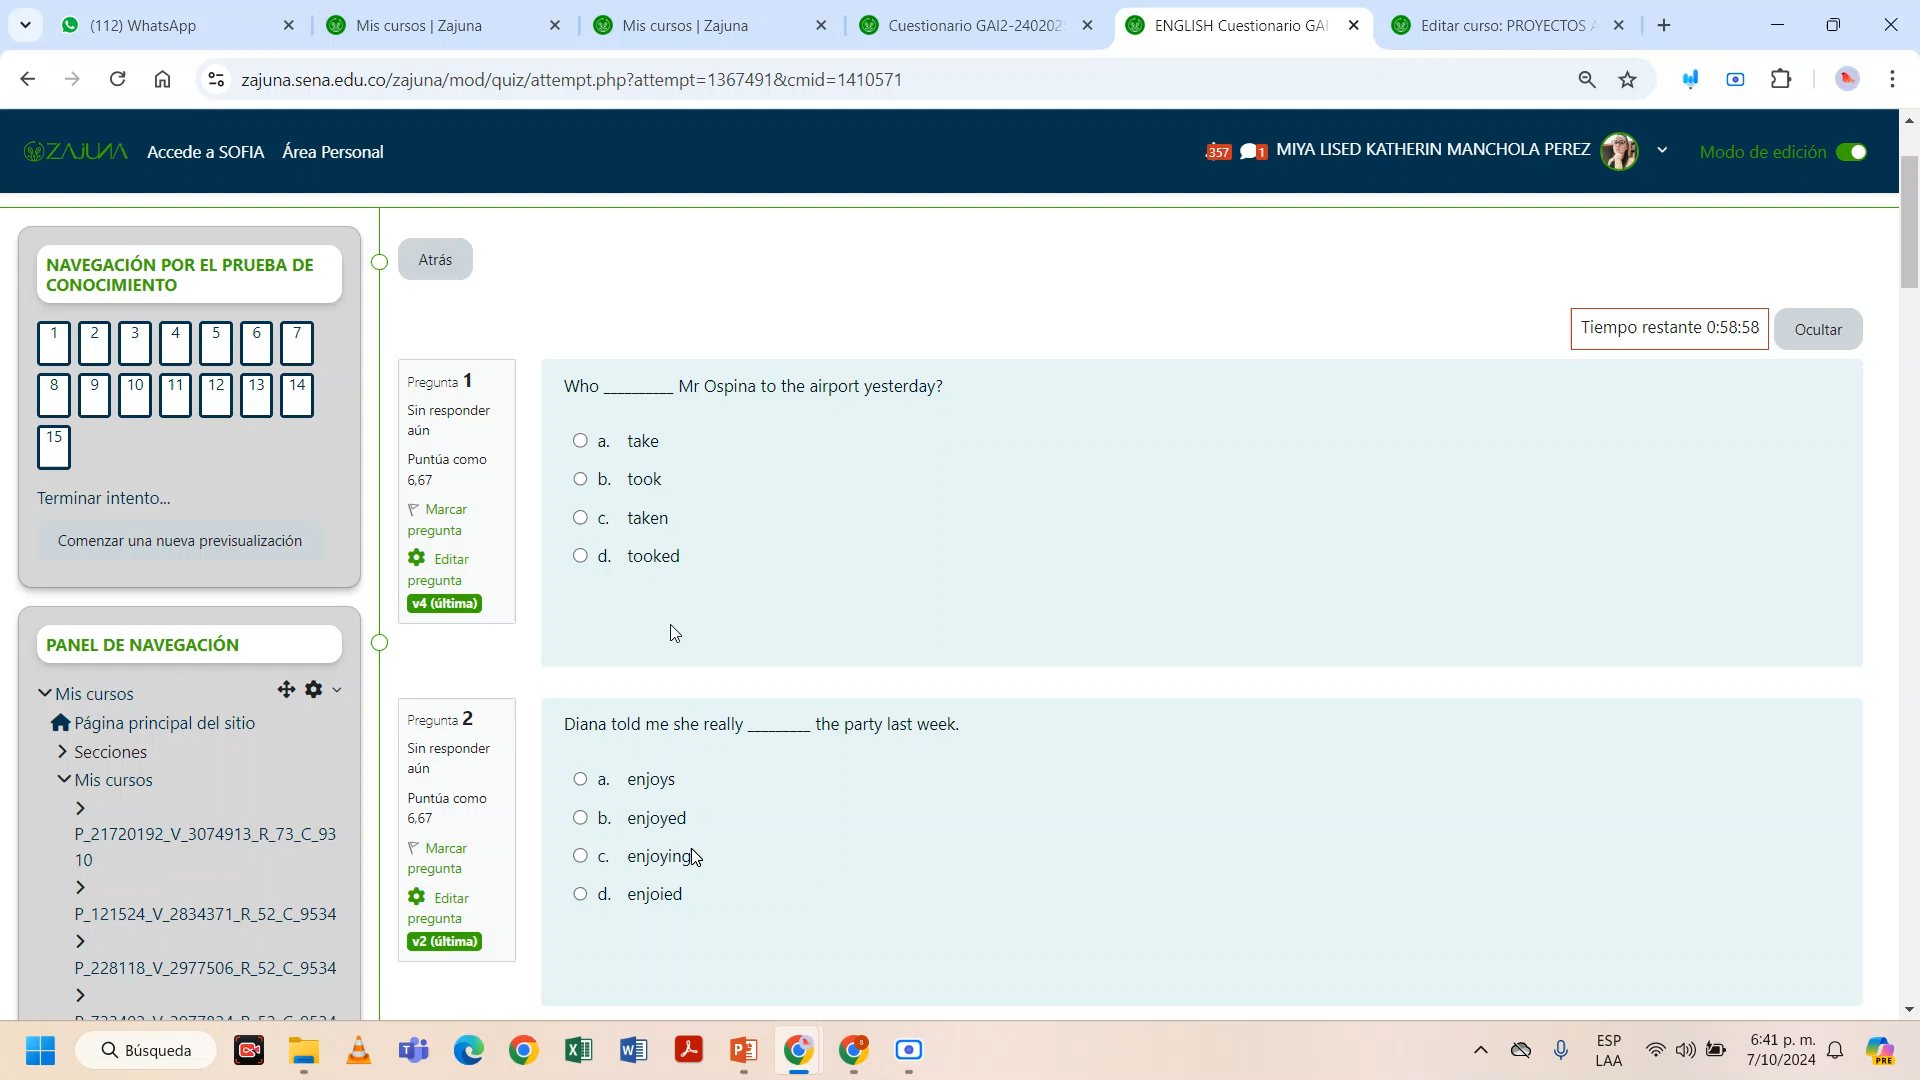 (112) WhatsApp
Mis cursos | Zajuna
Mis cursos | Zajuna
Cuestionario GAI2-2402025
ENGLISH Cuestionario GAI
Editar curso: PROYECTOS A
zajuna.sena.edu.co/zajuna/mod/quiz/attempt.php?attempt=1367491&cmid=1410571
ZAJUNA
Accede a SOFIA
Área Personal
357
1
MIYA LISED KATHERIN MANCHOLA PEREZ
Modo de edición
NAVEGACIÓN POR EL PRUEBA DE
CONOCIMIENTO
1 2 3 4 5 6 7
8 9 10 11 12 13 14
15
Terminar intento...
Comenzar una nueva previsualización
PANEL DE NAVEGACIÓN
Mis cursos
Página principal del sitio
Secciones
Mis cursos
P_21720192_V_3074913_R_73_C_93
10
P_121524_V_2834371_R_52_C_9534
P_228118_V_2977506_R_52_C_9534
Atrás
Tiempo restante 0:58:58
Ocultar
Pregunta 1
Sin responder
aún
Puntúa como
6,67
Marcar
pregunta
Editar
pregunta
v4 (última)
Who _________ Mr Ospina to the airport yesterday?
a. take
b. took
c. taken
d. tooked
Pregunta 2
Sin responder
aún
Puntúa como
6,67
Marcar
pregunta
Editar
pregunta
v2 (última)
Diana told me she really ________ the party last week.
a. enjoys
b. enjoyed
c. enjoying
d. enjoied
Búsqueda
ESP
LAA
6:41 p. m.
7/10/2024
PRE